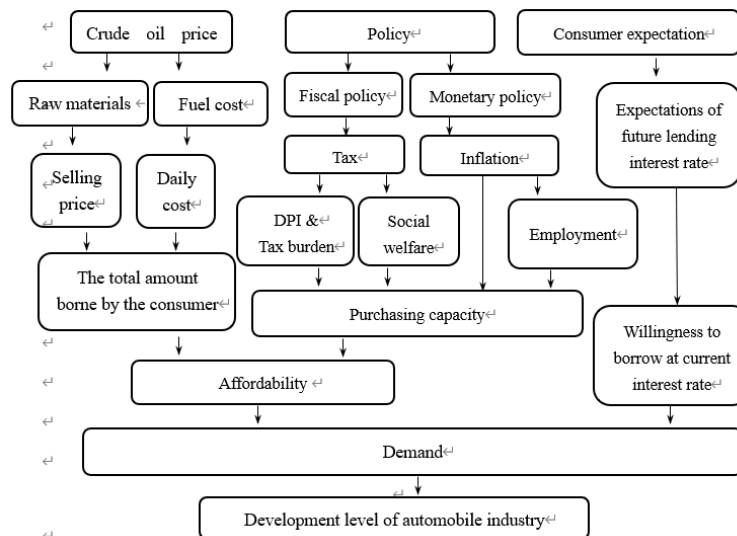 Crude oil price
Policy
Consumer expectation
Raw materials
Fuel cost
Fiscal policy
Monetary policy
Expectations of
future lending
interest rate
Selling
price
Daily
cost
Tax
Inflation
DPI &
Tax burden
Social
welfare
Employment
The total amount
borne by the consumer
Purchasing capacity
Willingness to
borrow at current
interest rate
Affordability
Demand
Development level of automobile industry